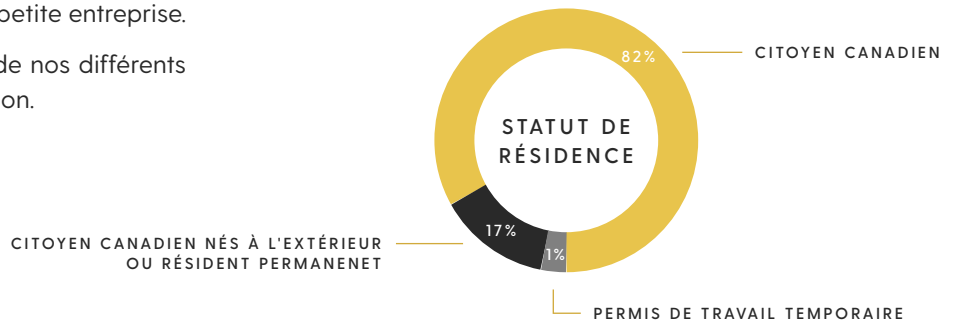 petite entreprise.
de nos différents
on.
82%
CITOYEN CANADIEN
STATUT DE
RÉSIDENCE
17%
1%
CITOYEN CANADIEN NÉS À L'EXTÉRIEUR
OU RÉSIDENT PERMANENET
PERMIS DE TRAVAIL TEMPORAIRE